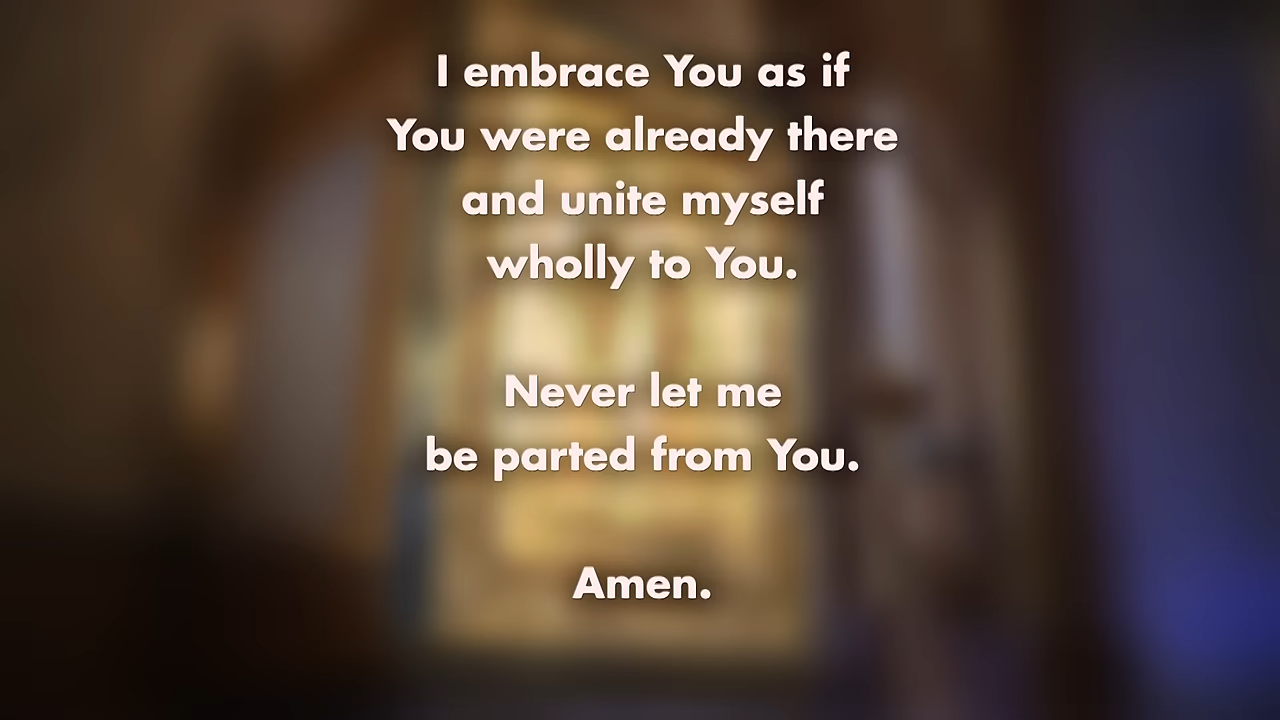 I embrace You as if
You were already there
and unite myself
wholly to You.
Never let me
be parted from You.
Amen.